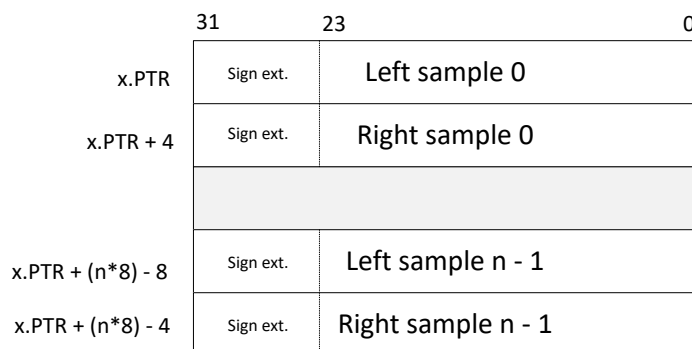 31 23 0
x.PTR Sign ext. Left sample 0
x.PTR + 4 Sign ext. Right sample 0
x.PTR + (n*8) - 8 Sign ext. Left sample n - 1
x.PTR + (n*8) - 4 Sign ext. Right sample n - 1